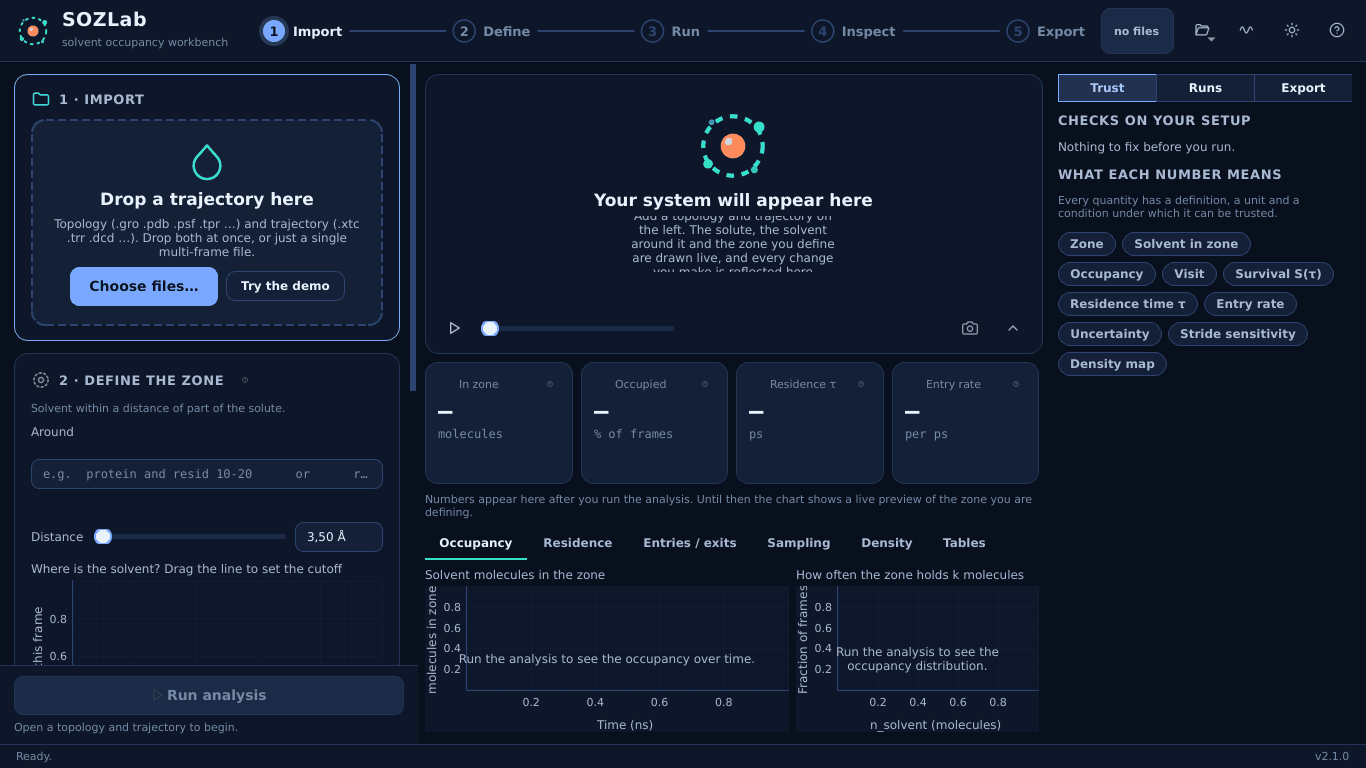 SOZLab
solvent occupancy workbench
1 Import
2 Define
3 Run
4 Inspect
5 Export
no files
1 · IMPORT
Drop a trajectory here
Topology (.gro .pdb .psf .tpr ...) and trajectory (.xtc
.trr .dcd ...). Drop both at once, or just a single
multi-frame file.
Choose files...
Try the demo
2 · DEFINE THE ZONE
Solvent within a distance of part of the solute.
Around
e.g. protein and resid 10-20 or r...
Distance
3,50 Å
Where is the solvent? Drag the line to set the cutoff
0.8
0.6
this frame
Run analysis
Open a topology and trajectory to begin.
Your system will appear here
Add a topology and trajectory on
the left. The solute, the solvent
around it and the zone you define
are drawn live, and every change
you make is reflected here.
In zone
—
molecules
Occupied
—
% of frames
Residence τ
—
ps
Entry rate
—
per ps
Numbers appear here after you run the analysis. Until then the chart shows a live preview of the zone you are
defining.
Occupancy
Residence
Entries / exits
Sampling
Density
Tables
Solvent molecules in the zone
molecules in zone
0.8
0.6
0.4
0.2
Run the analysis to see the occupancy over time.
0.2
0.4
0.6
0.8
Time (ns)
How often the zone holds k molecules
Fraction of frames
0.8
0.6
0.4
0.2
Run the analysis to see the
occupancy distribution.
0.2
0.4
0.6
0.8
n_solvent (molecules)
Trust
Runs
Export
CHECKS ON YOUR SETUP
Nothing to fix before you run.
WHAT EACH NUMBER MEANS
Every quantity has a definition, a unit and a
condition under which it can be trusted.
Zone
Solvent in zone
Occupancy
Visit
Survival S(τ)
Residence time τ
Entry rate
Uncertainty
Stride sensitivity
Density map
Ready.
v2.1.0